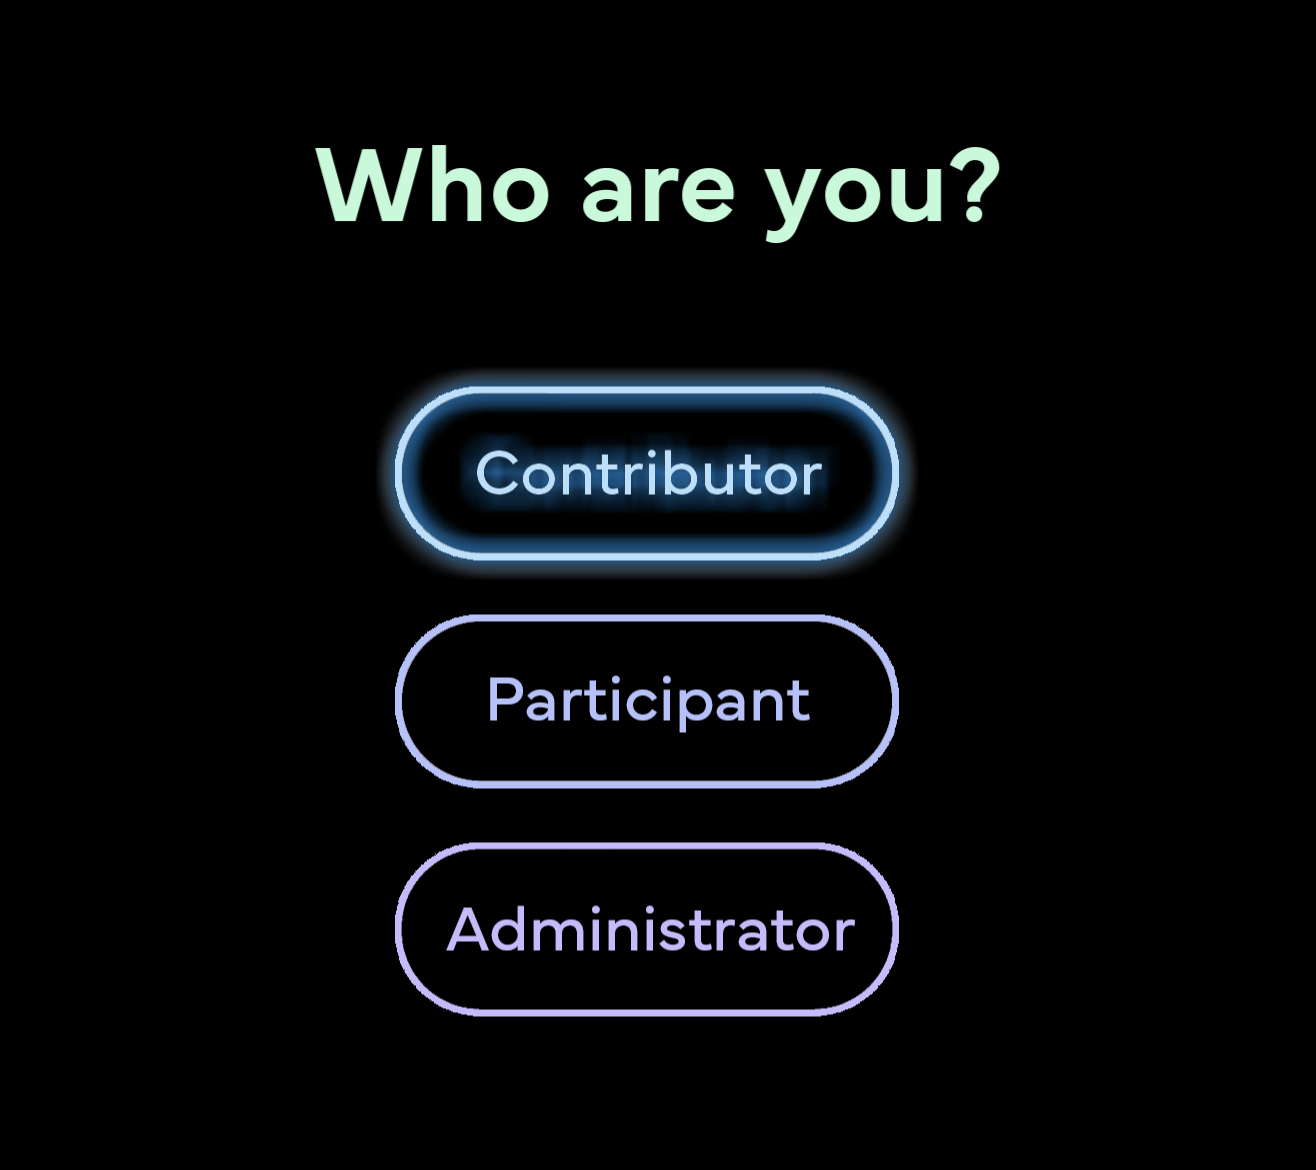 Who are you?
Contributor
Participant
Administrator